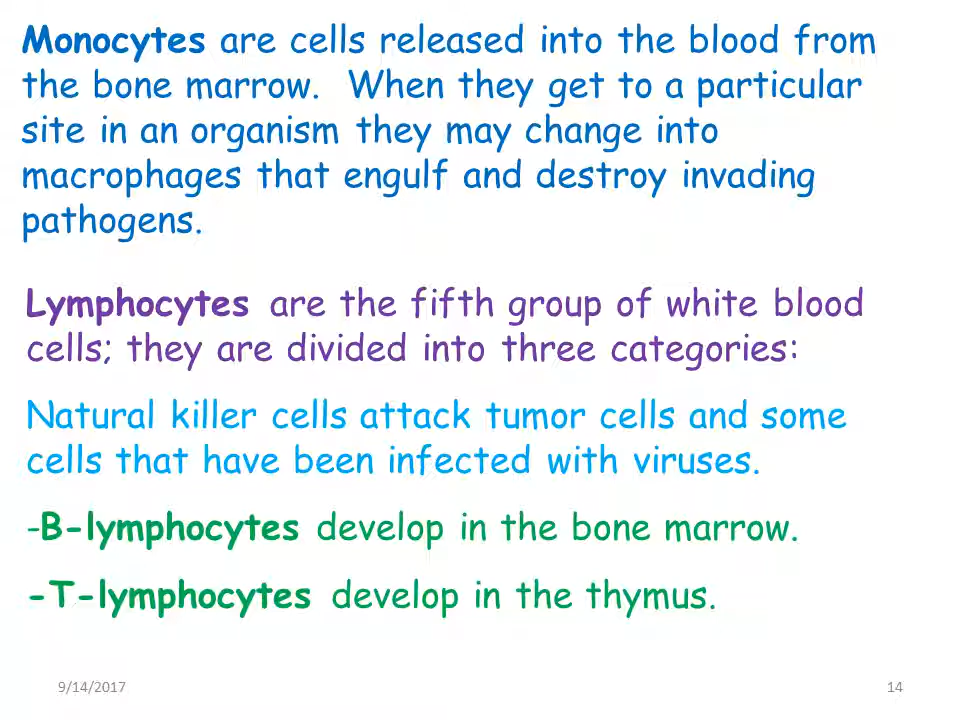 Monocytes are cells released into the blood from
the bone marrow.  When they get to a particular
site in an organism they may change into
macrophages that engulf and destroy invading
pathogens.
Lymphocytes are the fifth group of white blood
cells; they are divided into three categories:
Natural killer cells attack tumor cells and some
cells that have been infected with viruses.
-B-lymphocytes develop in the bone marrow.
-T-lymphocytes develop in the thymus.
9/14/2017
14